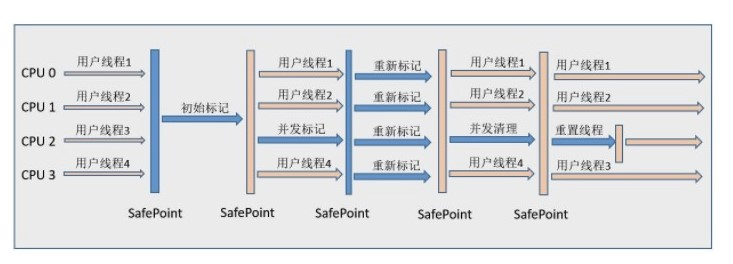 CPU 0 用户线程1 用户线程1 重新标记 用户线程1 用户线程1
CPU 1 用户线程2 初始标记 用户线程2 重新标记 用户线程2 用户线程2
CPU 2 用户线程3 并发标记 重新标记 并发清理 重置线程
CPU 3 用户线程4 用户线程4 重新标记 用户线程4 用户线程3
SafePoint SafePoint SafePoint SafePoint SafePoint